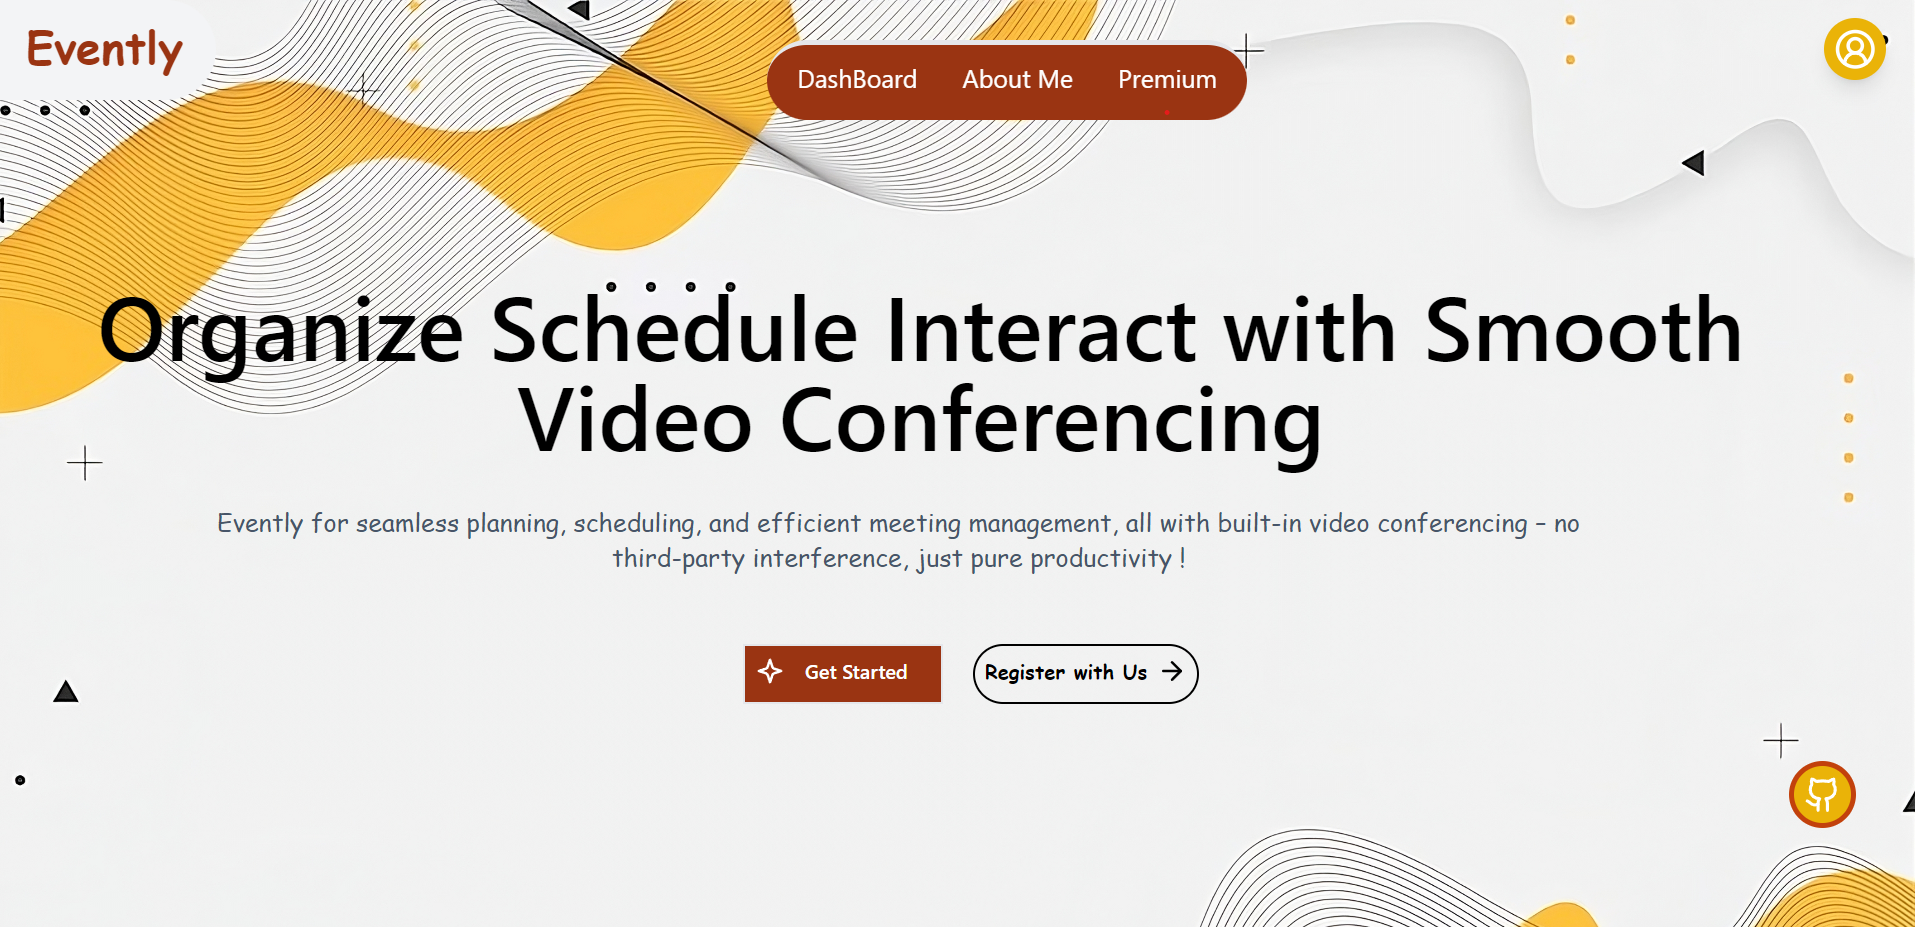 Evently
DashBoard About Me Premium
Organize Schedule Interact with Smooth
Video Conferencing
Evently for seamless planning, scheduling, and efficient meeting management, all with built-in video conferencing – no
third-party interference, just pure productivity !
Get Started
Register with Us